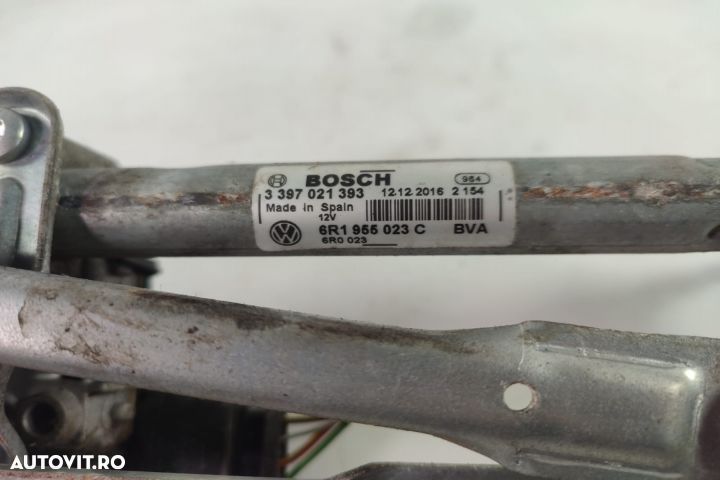 BOSCH 984
3 397 021 393 12.12.2016 2 154
Made in Spain
12V
6R1 955 023 C BVA
6R0 023
AUTOVIT.RO